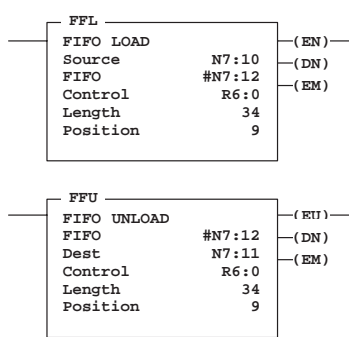 FFL
FIFO LOAD (EN)
Source N7:10 (DN)
FIFO #N7:12 (EM)
Control R6:0
Length 34
Position 9
FFU
FIFO UNLOAD (EU)
FIFO #N7:12 (DN)
Dest N7:11 (EM)
Control R6:0
Length 34
Position 9